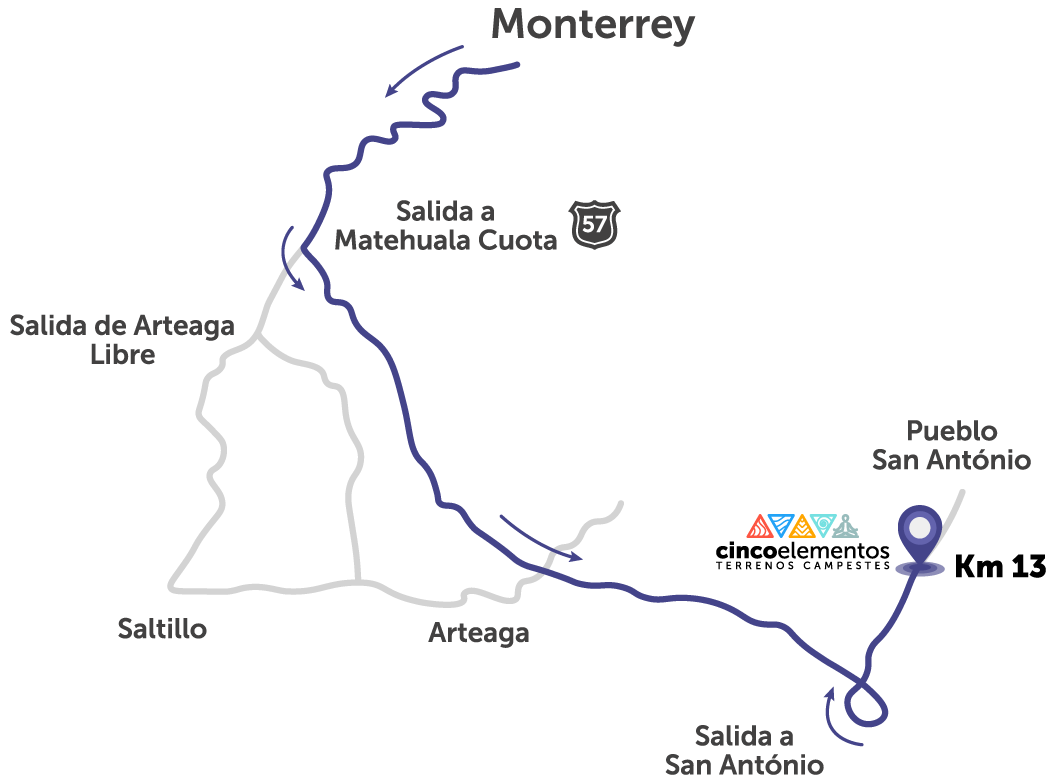 Monterrey
Salida a
Matehuala Cuota
57
Salida de Arteaga
Libre
Pueblo
San António
cincoelementos
TERRENOS CAMPESTES
Km 13
Saltillo
Arteaga
Salida a
San António